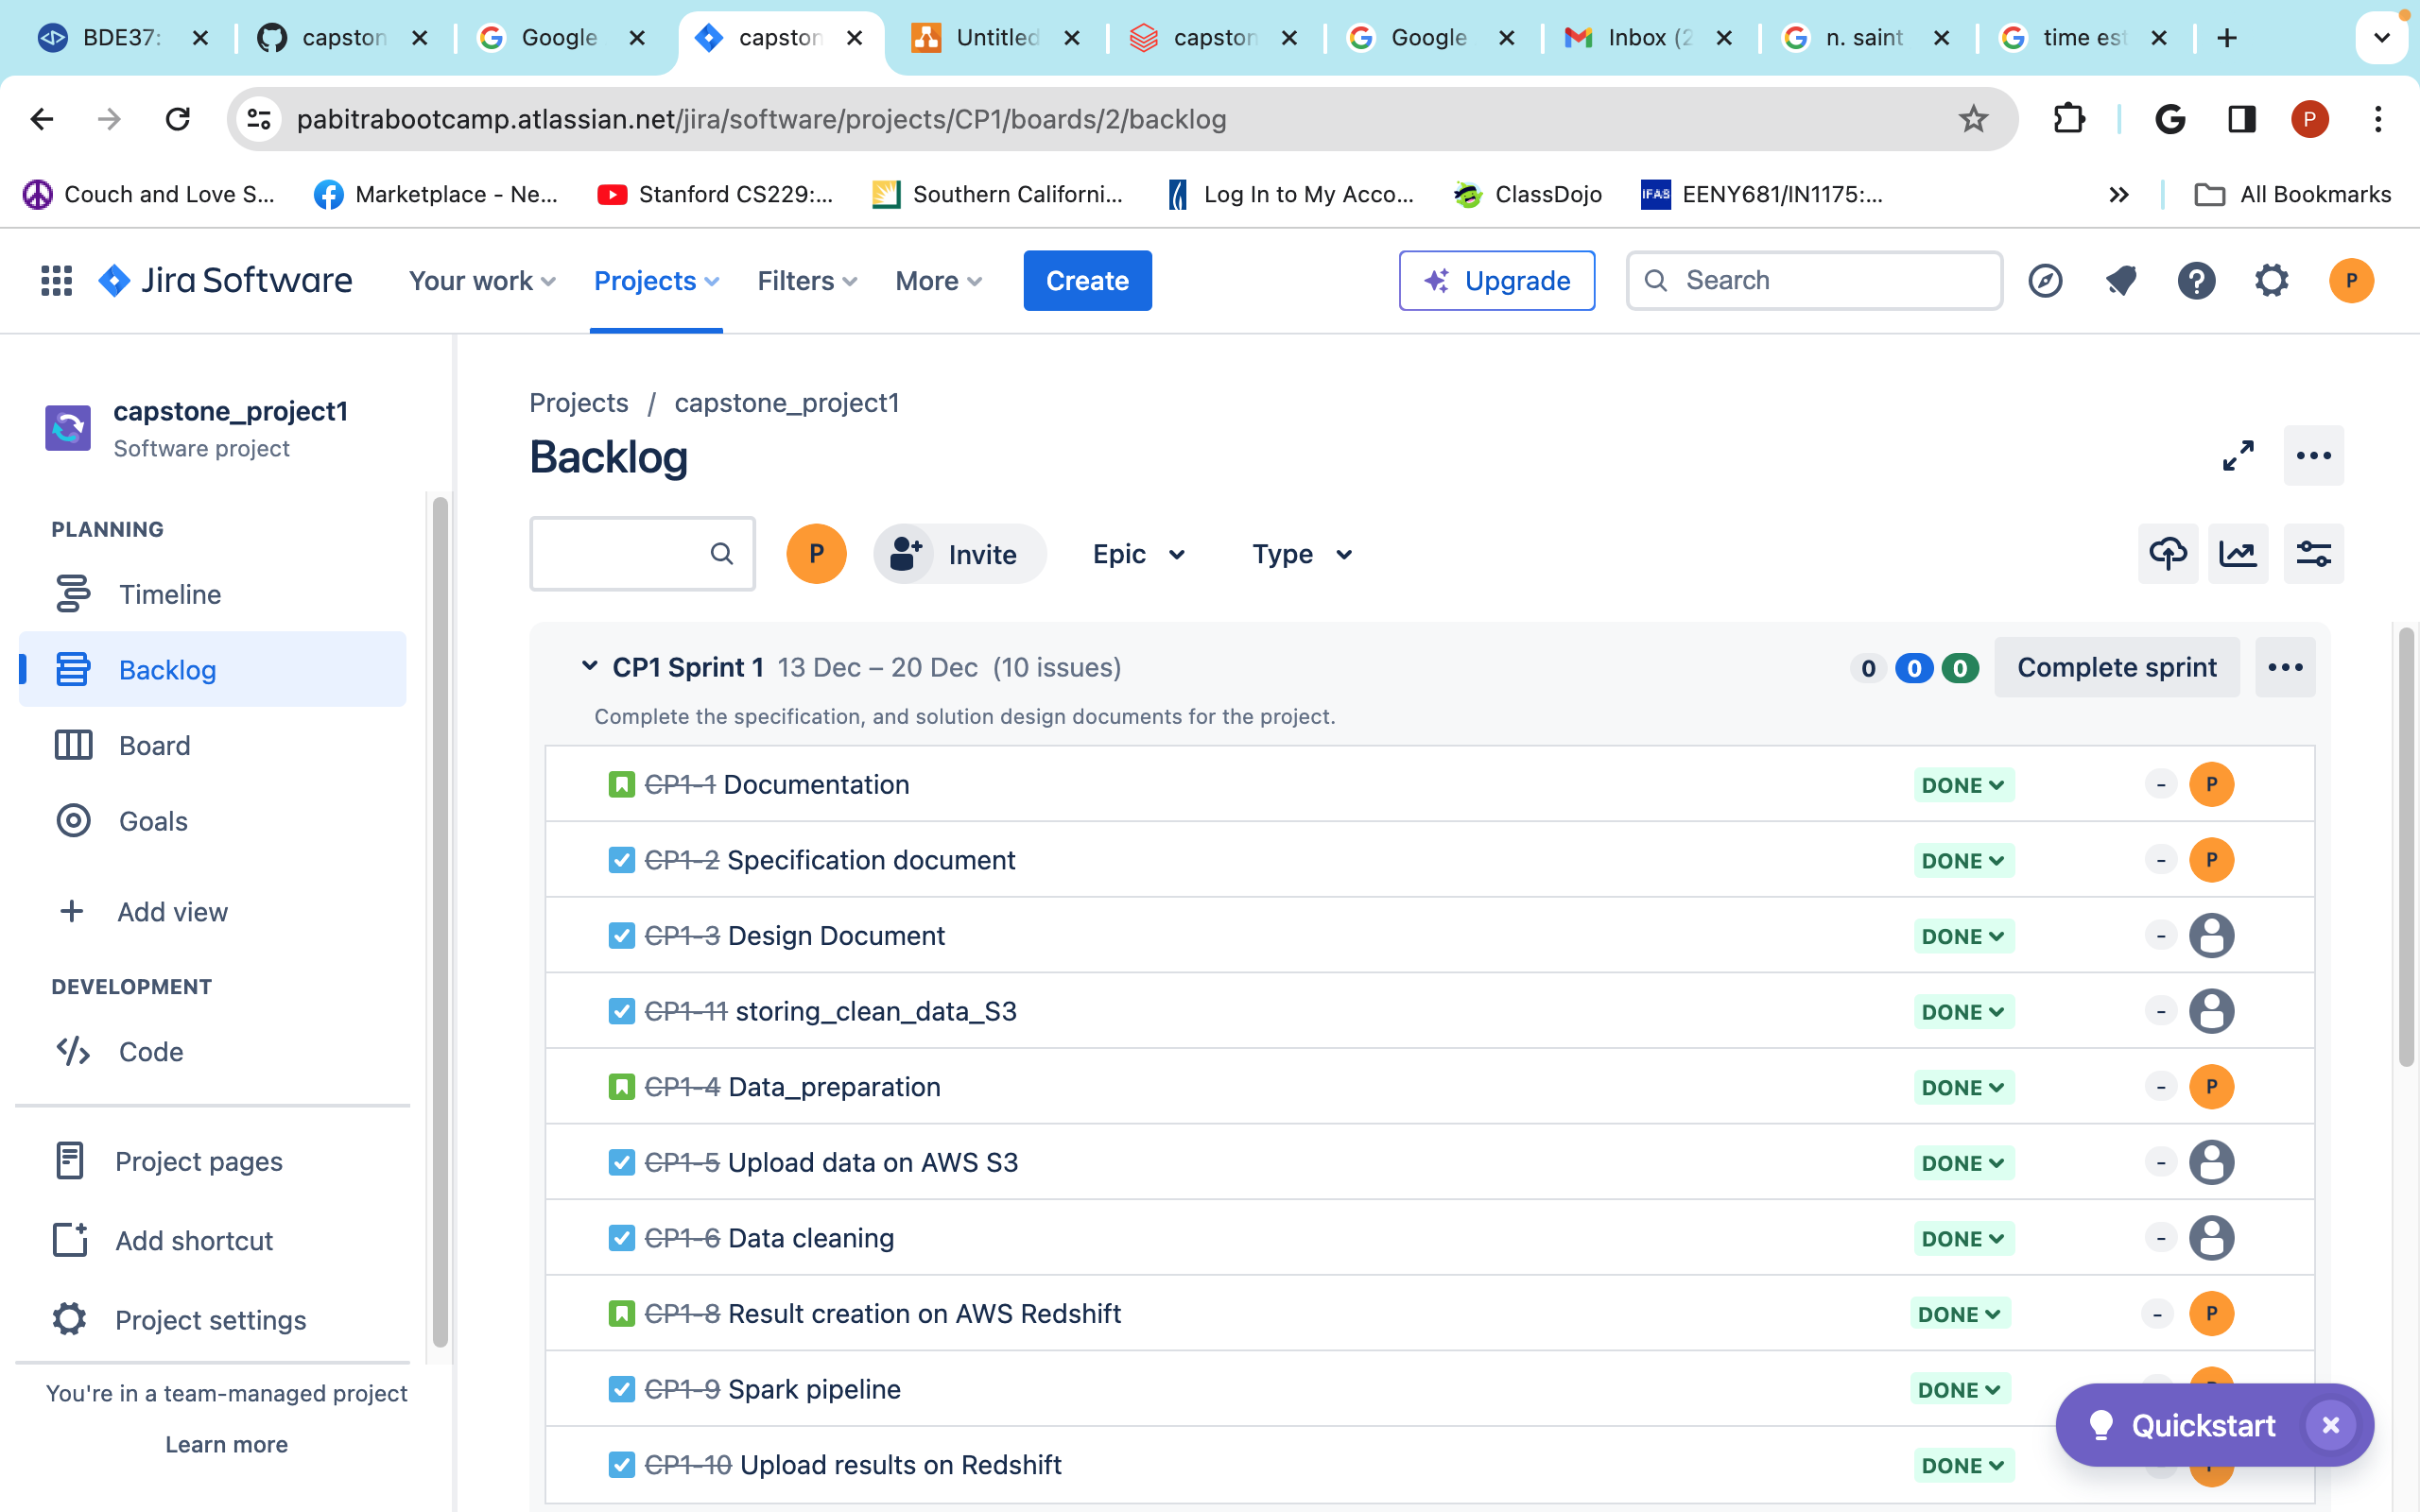 BDE37:
capston
Google
capston
Untitled
capston
Google
Inbox (2
n. saint
time est
pabitrabootcamp.atlassian.net/jira/software/projects/CP1/boards/2/backlog
P
Couch and Love S...
Marketplace - Ne...
Stanford CS229:...
Southern Californi...
Log In to My Acco...
ClassDojo
IFAS
EENY681/IN1175:...
All Bookmarks
Jira Software
Your work
Projects
Filters
More
Create
Upgrade
Search
P
capstone_project1
Software project
PLANNING
Timeline
Backlog
Board
Goals
Add view
DEVELOPMENT
Code
Project pages
Add shortcut
Project settings
You're in a team-managed project
Learn more
Projects / capstone_project1
Backlog
P
Invite
Epic
Type
CP1 Sprint 1 13 Dec – 20 Dec (10 issues)
0 0 0
Complete sprint
Complete the specification, and solution design documents for the project.
CP1-1 Documentation DONE - P
CP1-2 Specification document DONE - P
CP1-3 Design Document DONE -
CP1-11 storing_clean_data_S3 DONE -
CP1-4 Data_preparation DONE - P
CP1-5 Upload data on AWS S3 DONE -
CP1-6 Data cleaning DONE -
CP1-8 Result creation on AWS Redshift DONE - P
CP1-9 Spark pipeline DONE
CP1-10 Upload results on Redshift DONE
Quickstart